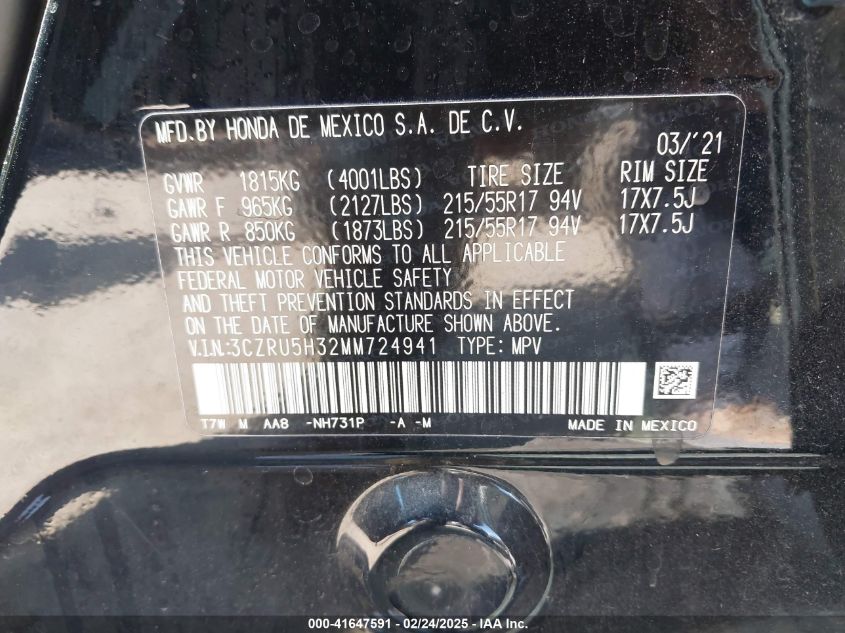 MFD.BY HONDA DE MEXICO S.A. DE C.V.
03/'21
GVWR 1815KG (4001LBS) TIRE SIZE RIM SIZE
GAWR F 965KG (2127LBS) 215/55R17 94V 17X7.5J
GAWR R 850KG (1873LBS) 215/55R17 94V 17X7.5J
THIS VEHICLE CONFORMS TO ALL APPLICABLE
FEDERAL MOTOR VEHICLE SAFETY
AND THEFT PREVENTION STANDARDS IN EFFECT
ON THE DATE OF MANUFACTURE SHOWN ABOVE.
V.I.N.:3CZRU5H32MM724941 TYPE: MPV
T7W M AA8 -NH731P -A -M MADE IN MEXICO
000-41647591 - 02/24/2025 - IAA Inc.